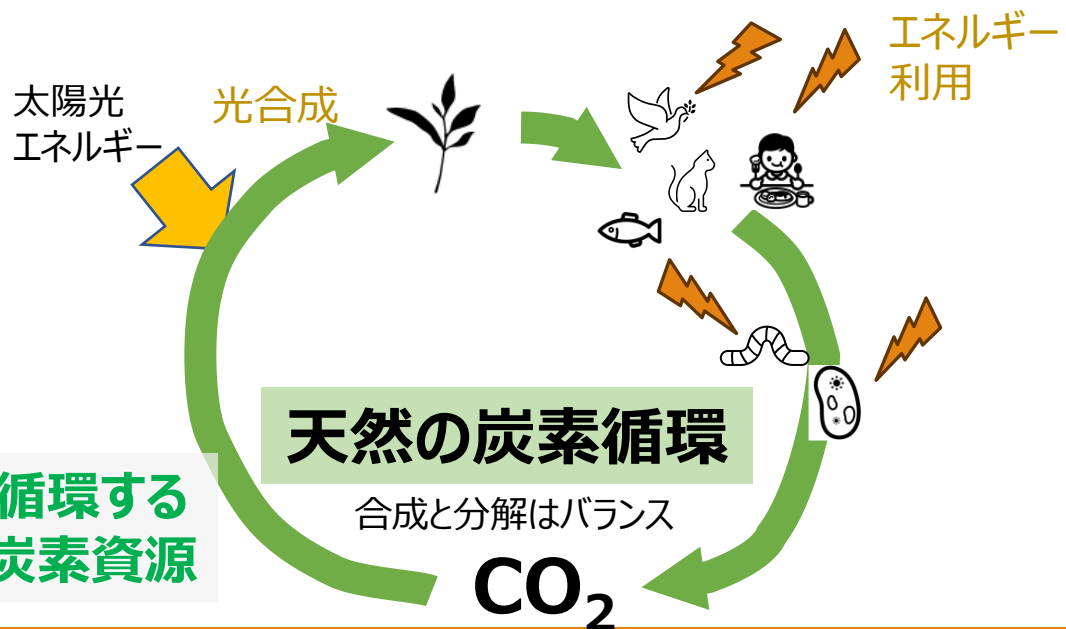 エネルギー
利用
太陽光
エネルギー
光合成
天然の炭素循環
合成と分解はバランス
循環する
炭素資源
CO₂